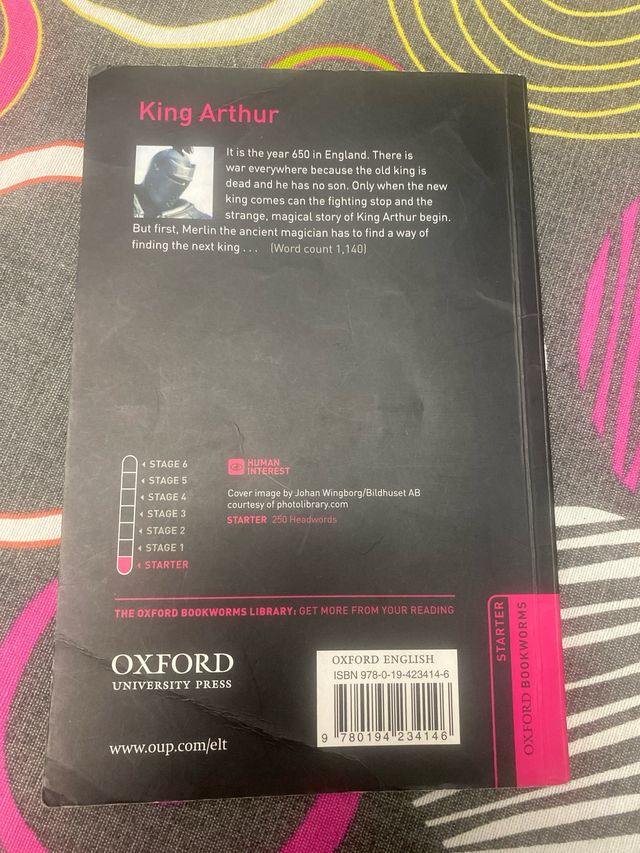 King Arthur
It is the year 650 in England. There is
war everywhere because the old king is
dead and he has no son. Only when the new
king comes can the fighting stop and the
strange, magical story of King Arthur begin.
But first, Merlin the ancient magician has to find a way of
finding the next king . . . (Word count 1,140)
STAGE 6
STAGE 5
STAGE 4
STAGE 3
STAGE 2
STAGE 1
STARTER
HUMAN
INTEREST
Cover image by Johan Wingborg/Bildhuset AB
courtesy of photolibrary.com
STARTER 250 Headwords
THE OXFORD BOOKWORMS LIBRARY: GET MORE FROM YOUR READING
OXFORD
UNIVERSITY PRESS
www.oup.com/elt
OXFORD ENGLISH
ISBN 978-0-19-423414-6
9 780194 234146
STARTER
OXFORD BOOKWORMS